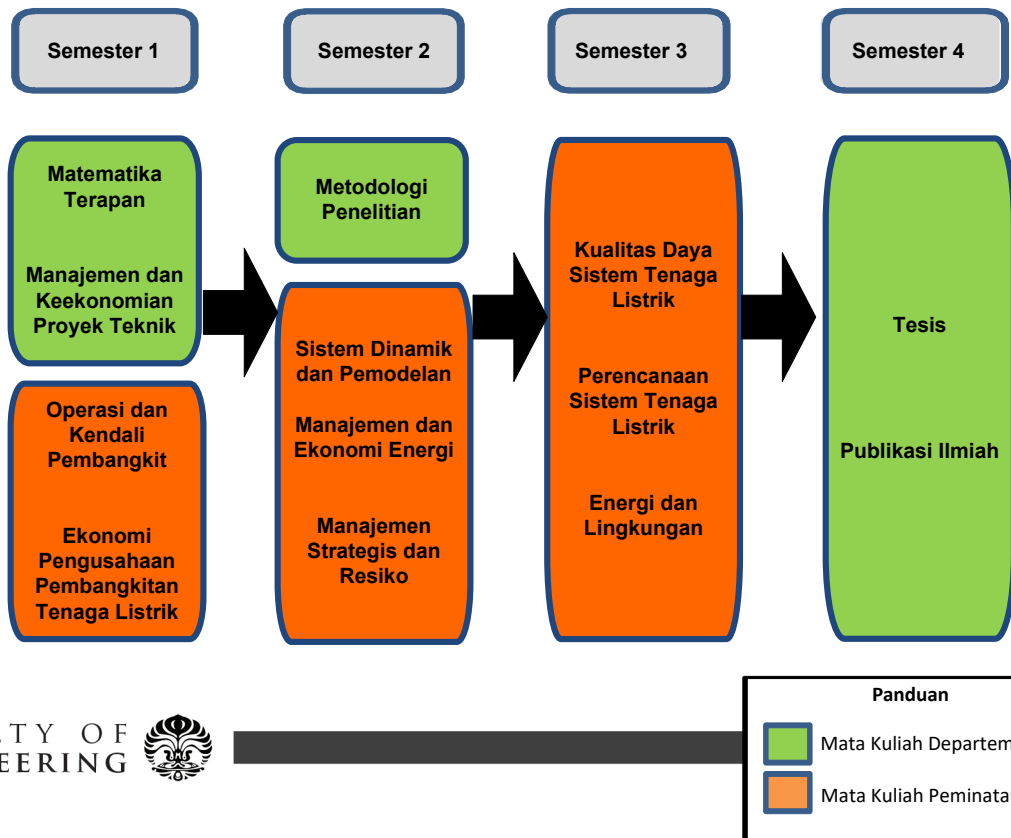 Semester 1
Semester 2
Semester 3
Semester 4
Matematika
Terapan
Manajemen dan
Keekonomian
Proyek Teknik
Operasi dan
Kendali
Pembangkit
Ekonomi
Pengusahaan
Pembangkitan
Tenaga Listrik
Metodologi
Penelitian
Sistem Dinamik
dan Pemodelan
Manajemen dan
Ekonomi Energi
Manajemen
Strategis dan
Resiko
Kualitas Daya
Sistem Tenaga
Listrik
Perencanaan
Sistem Tenaga
Listrik
Energi dan
Lingkungan
Tesis
Publikasi Ilmiah
TY OF
EERING
Panduan
Mata Kuliah Departem
Mata Kuliah Peminata